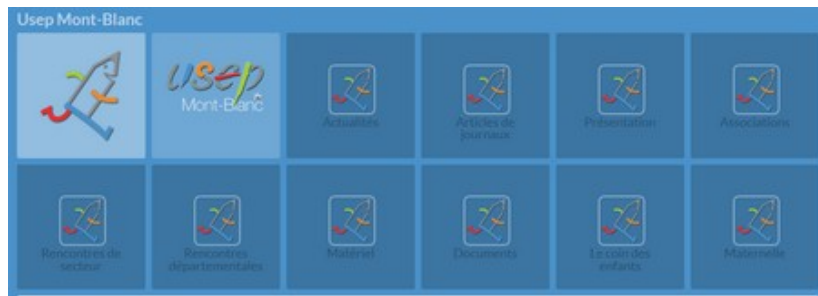 Usep Mont-Blanc
usep
Mont-Blanc
Actualités
Articles de
journaux
Présentation
Associations
Rencontres de
secteur
Rencontres
départementales
Matériel
Documents
Le coin des
enfants
Maternelle